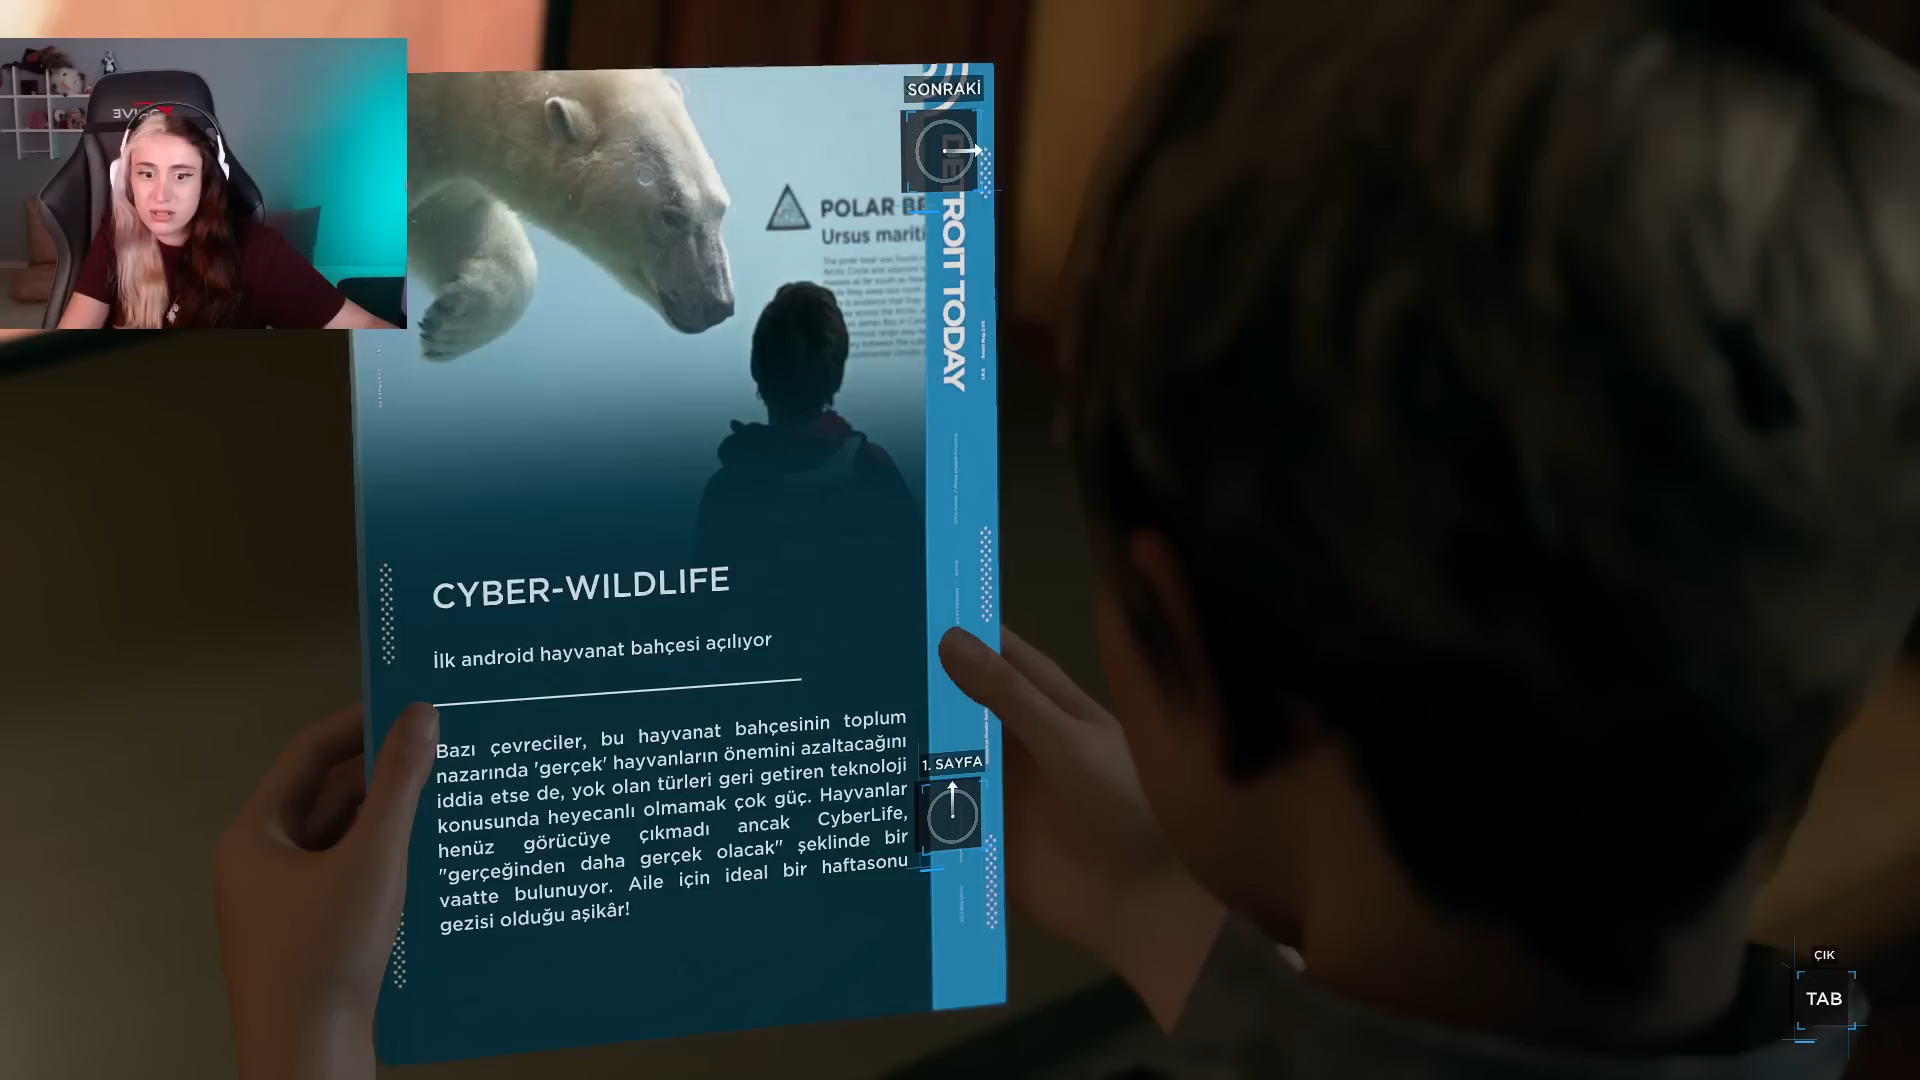 SONRAKİ
POLAR BE
Ursus mariti
DETROIT TODAY
CYBER-WILDLIFE
İlk android hayvanat bahçesi açılıyor
Bazı çevreciler, bu hayvanat bahçesinin toplum
nazarında 'gerçek' hayvanların önemini azaltacağını
iddia etse de, yok olan türleri geri getiren teknoloji
konusunda heyecanlı olmamak çok güç. Hayvanlar
henüz görücüye çıkmadı ancak CyberLife,
"gerçeğinden daha gerçek olacak" şeklinde bir
vaatte bulunuyor. Aile için ideal bir haftasonu
gezisi olduğu aşikâr!
1. SAYFA
ÇIK
TAB